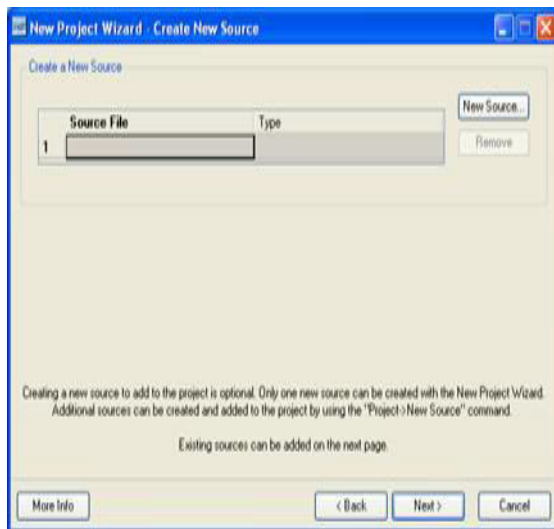 New Project Wizard - Create New Source
Create a New Source
Source File Type
1
New Source...
Remove
Creating a new source to add to the project is optional. Only one new source can be created with the New Project Wizard.
Additional sources can be created and added to the project by using the "Project->New Source" command.
Existing sources can be added on the next page.
More Info < Back Next > Cancel